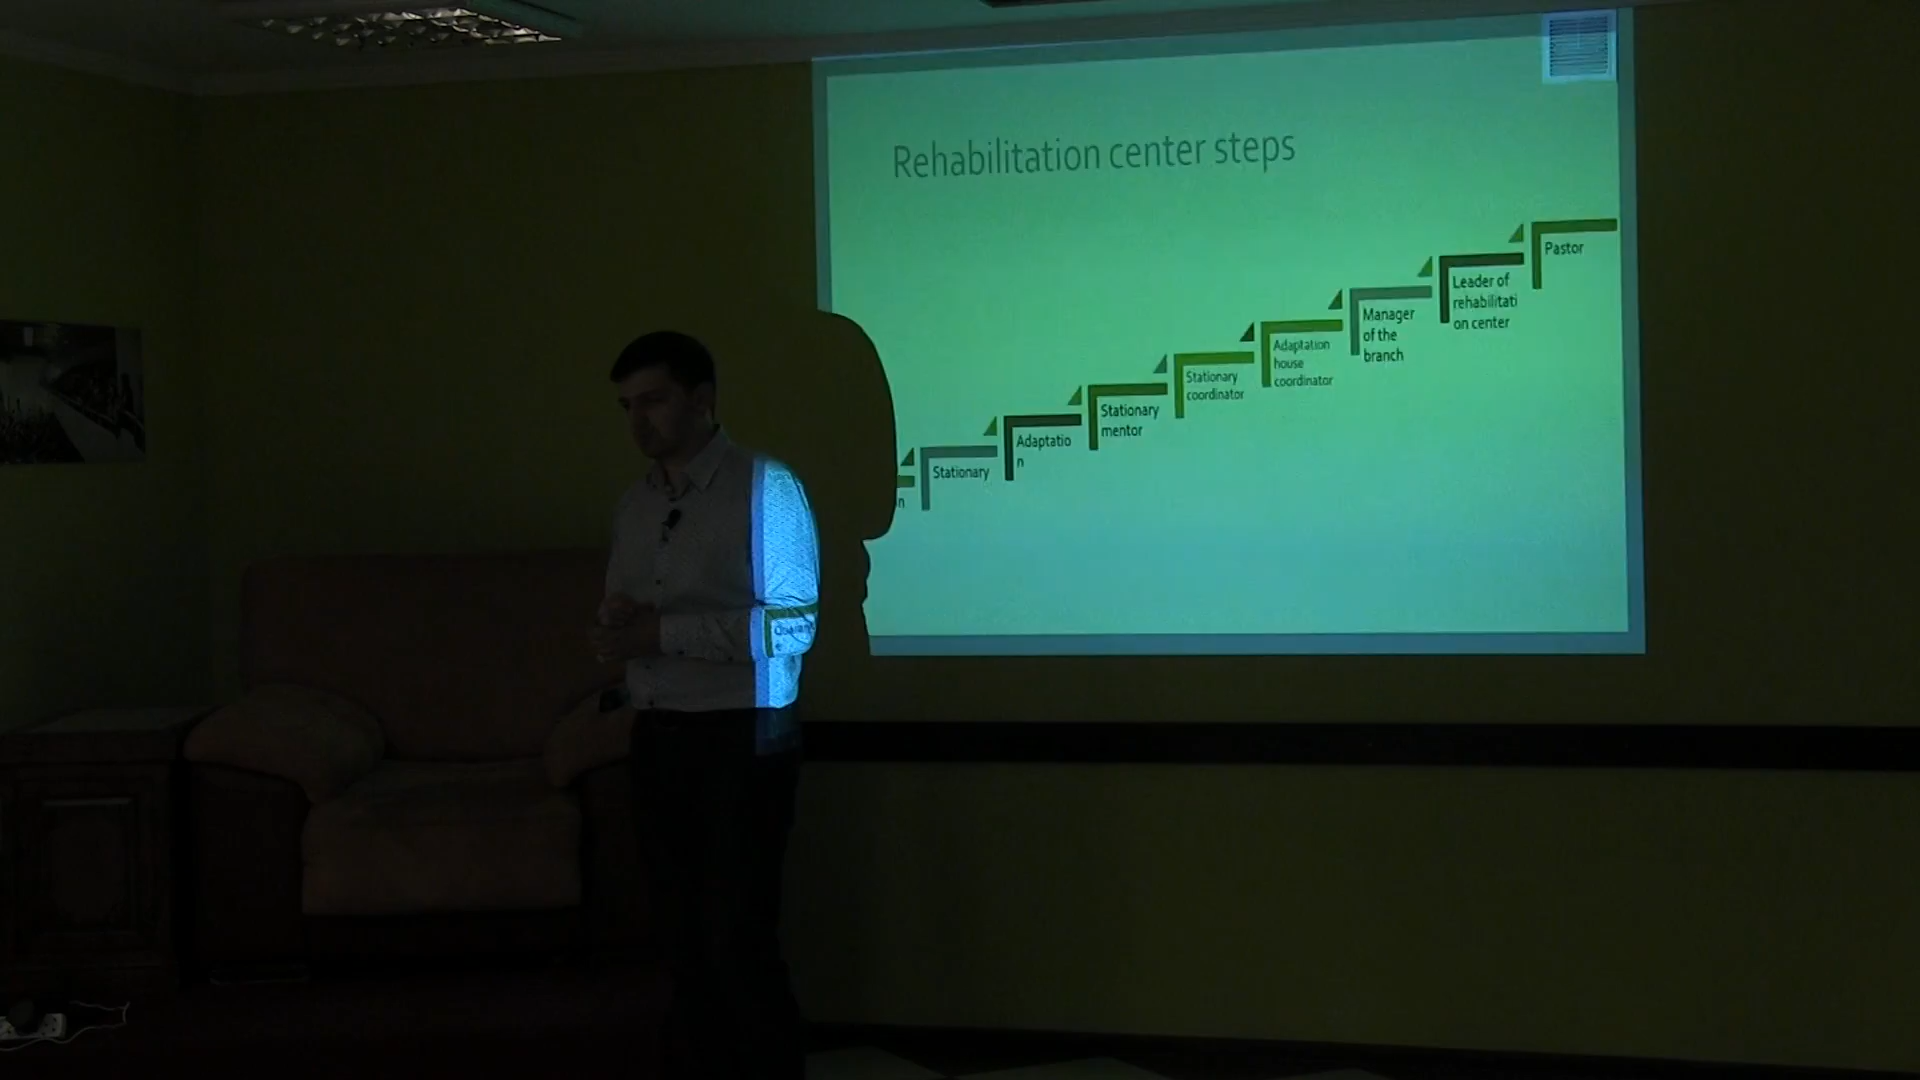 Rehabilitation center steps
Pastor
Leader of
rehabilitati
on center
Manager
of the
branch
Adaptation
house
coordinator
Stationary
coordinator
Stationary
mentor
Adaptatio
n
Stationary
n